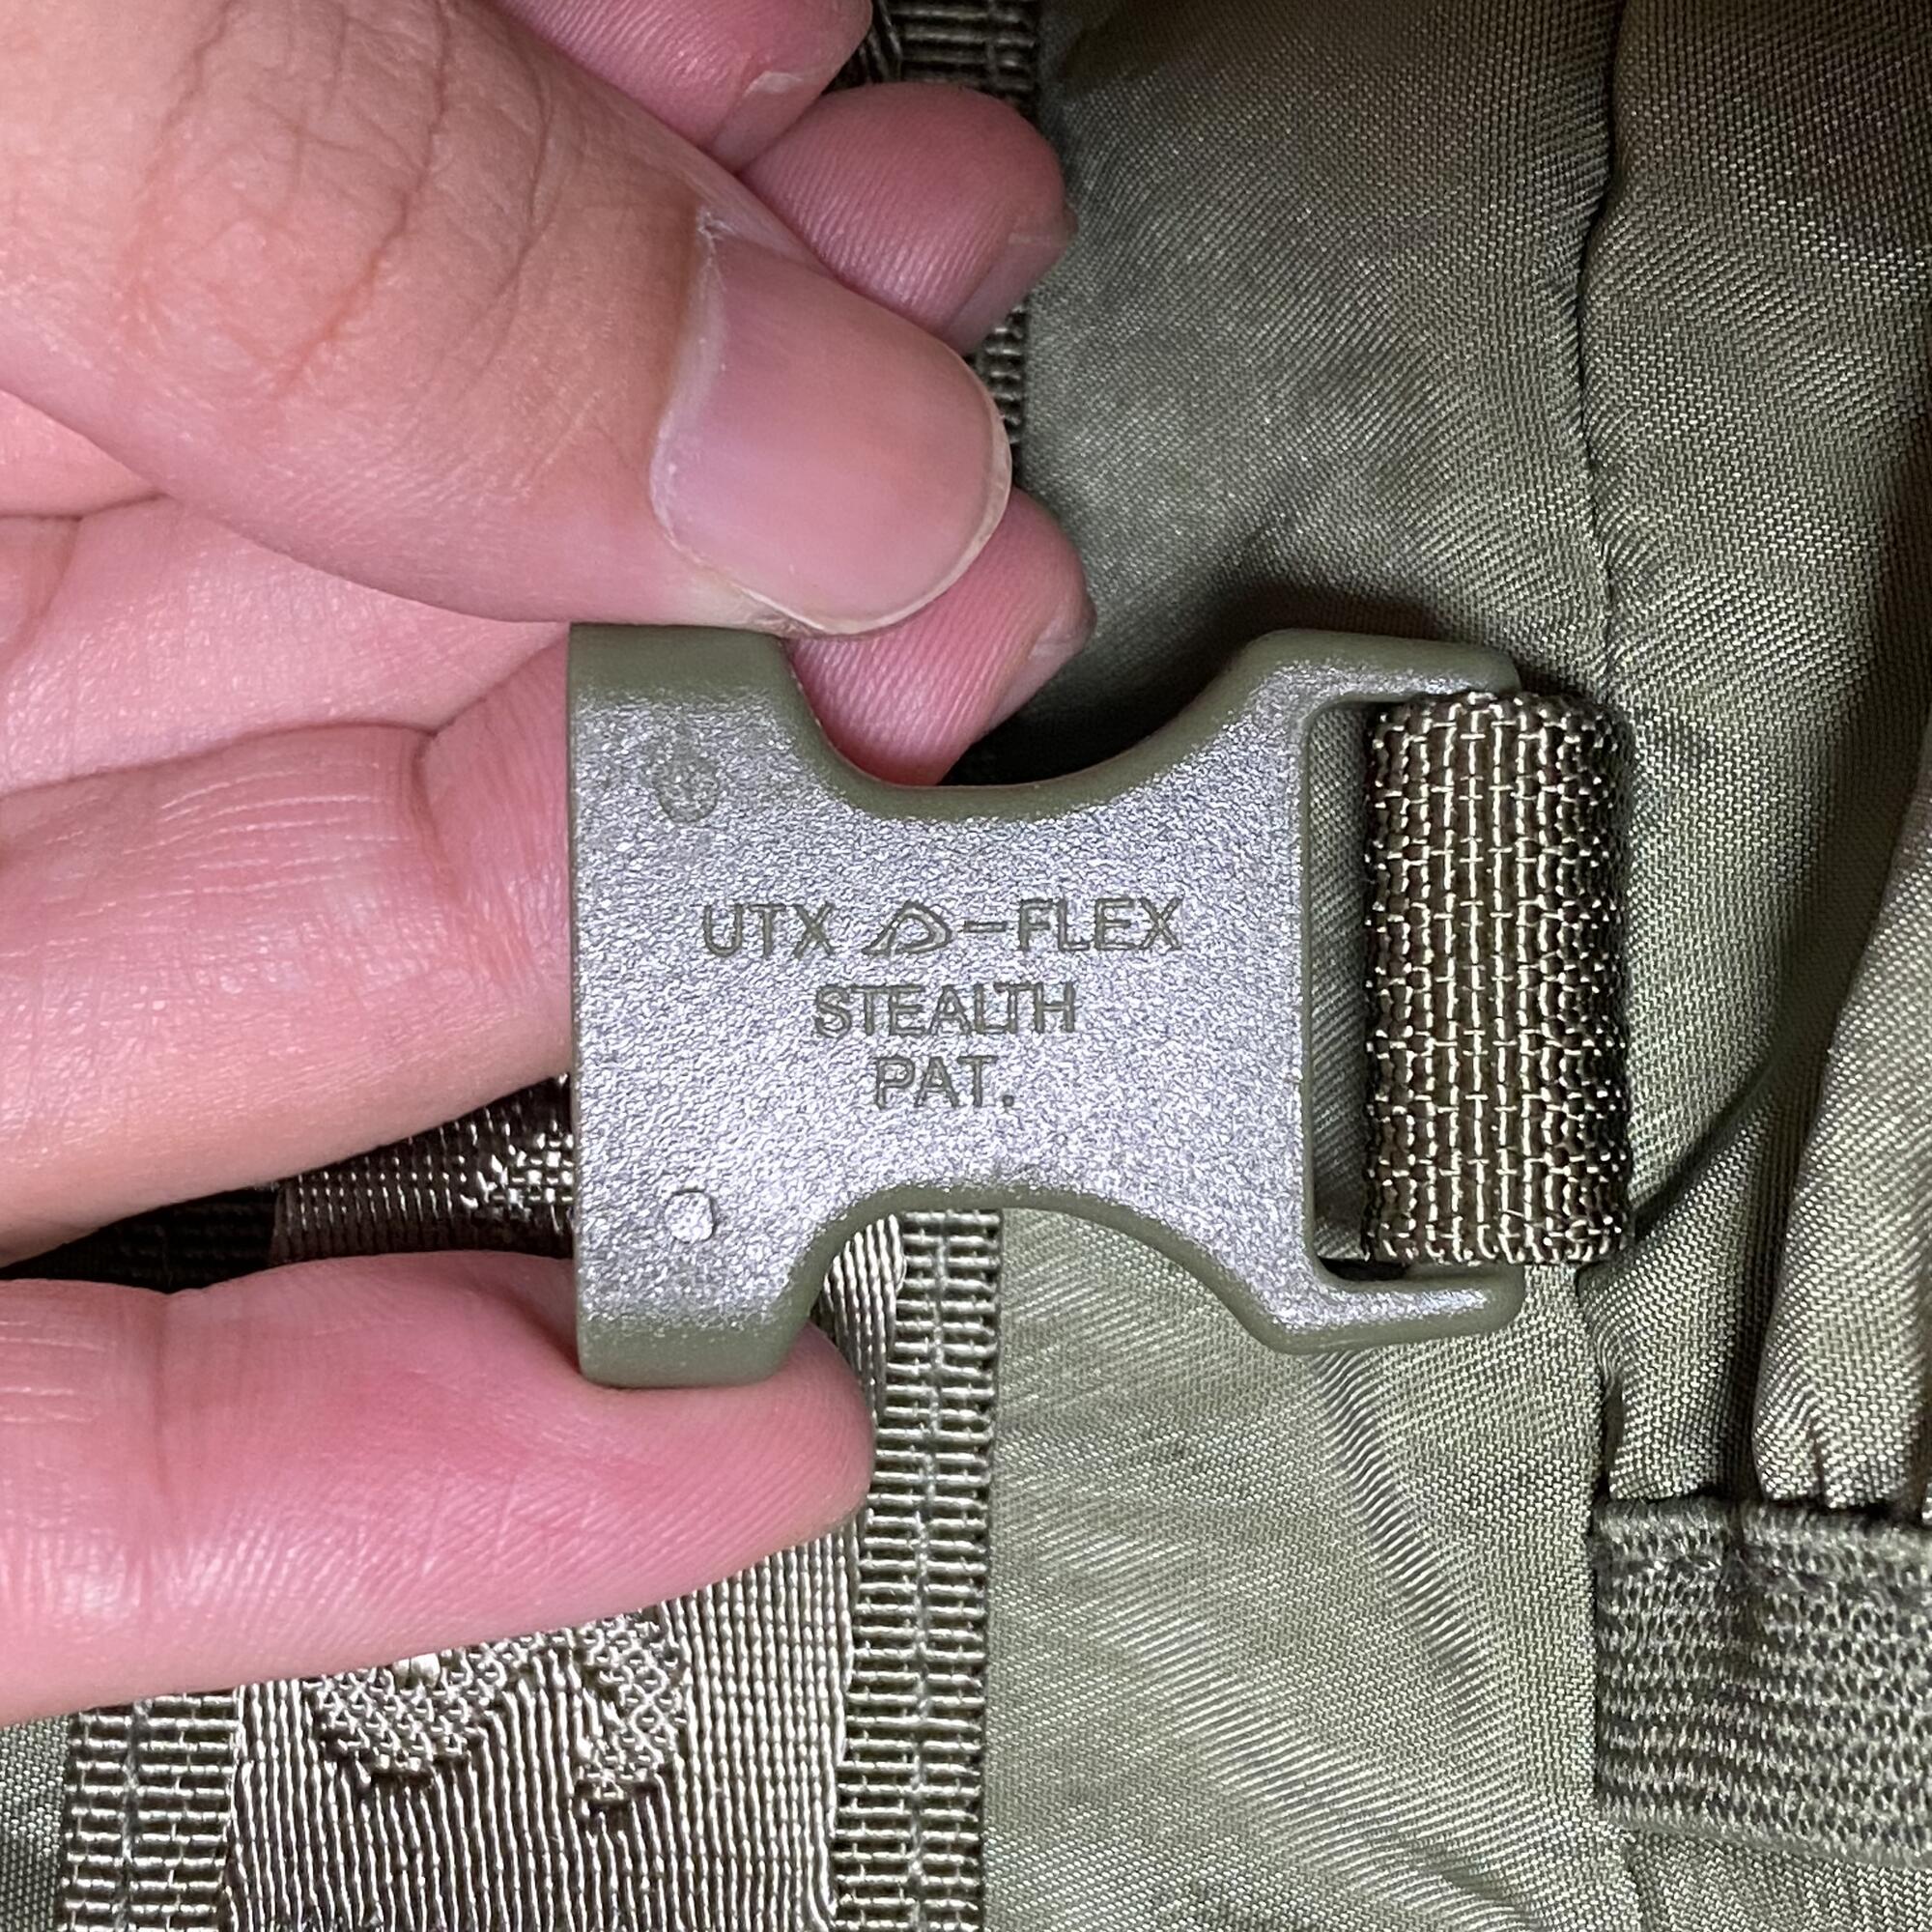 UTX -FLEX
STEALTH
PAT.